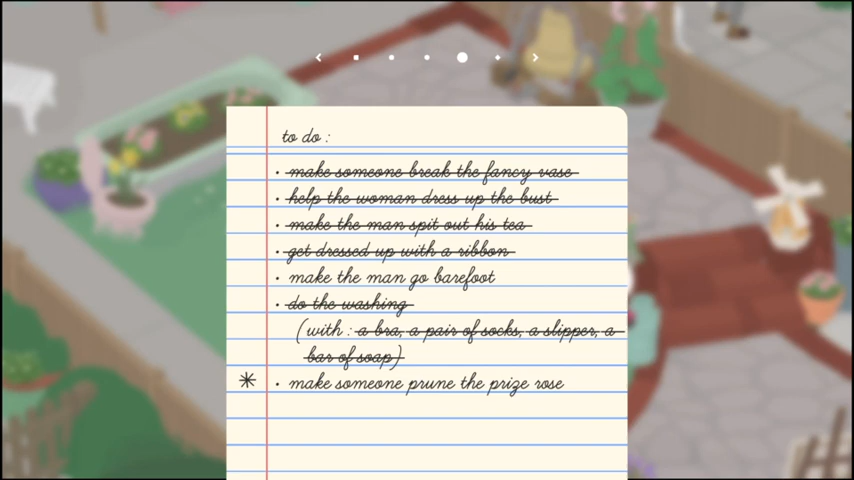 to do :
• make someone break the fancy vase
• help the woman dress up the bust
• make the man spit out his tea
• get dressed up with a ribbon
• make the man go barefoot
• do the washing
(with : a bra, a pair of socks, a slipper, a
bar of soap)
• make someone prune the prize rose